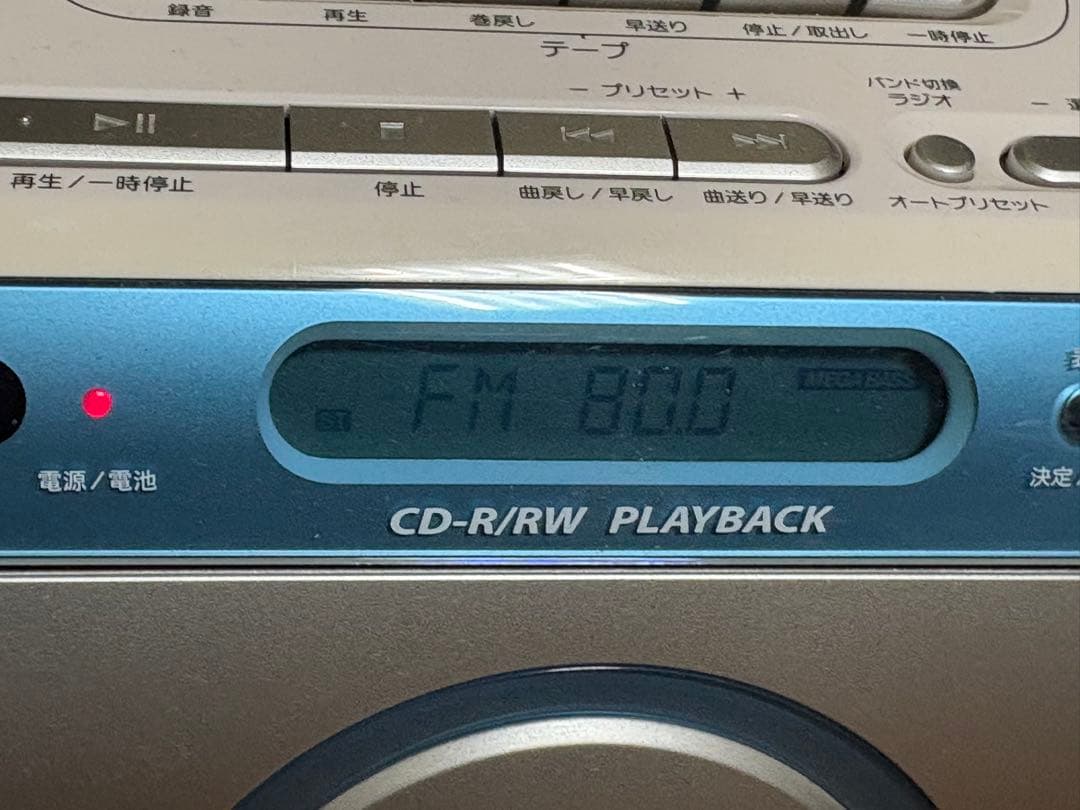 録音 再生 巻戻し 早送り 停止/取出し 一時停止
テープ
− プリセット +
バンド切換
ラジオ
−
再生/一時停止 停止 曲戻し/早戻し 曲送り/早送り オートプリセット
ST FM 80.0 MEGA BASS
電源/電池
決定/
CD-R/RW PLAYBACK